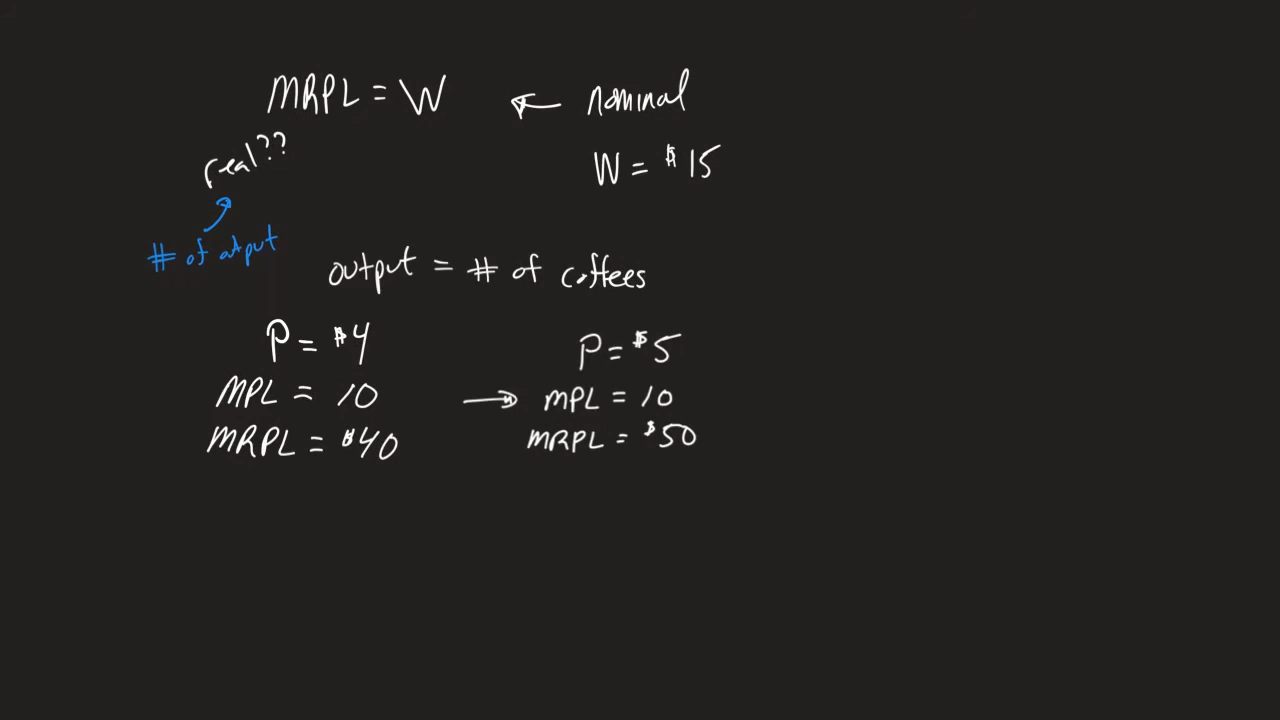 MRPL = W ← nominal
real??
W = $15
# of output
output = # of coffees
P = $4
MPL = 10
MRPL = $40
P = $5
→ MPL = 10
MRPL = $50